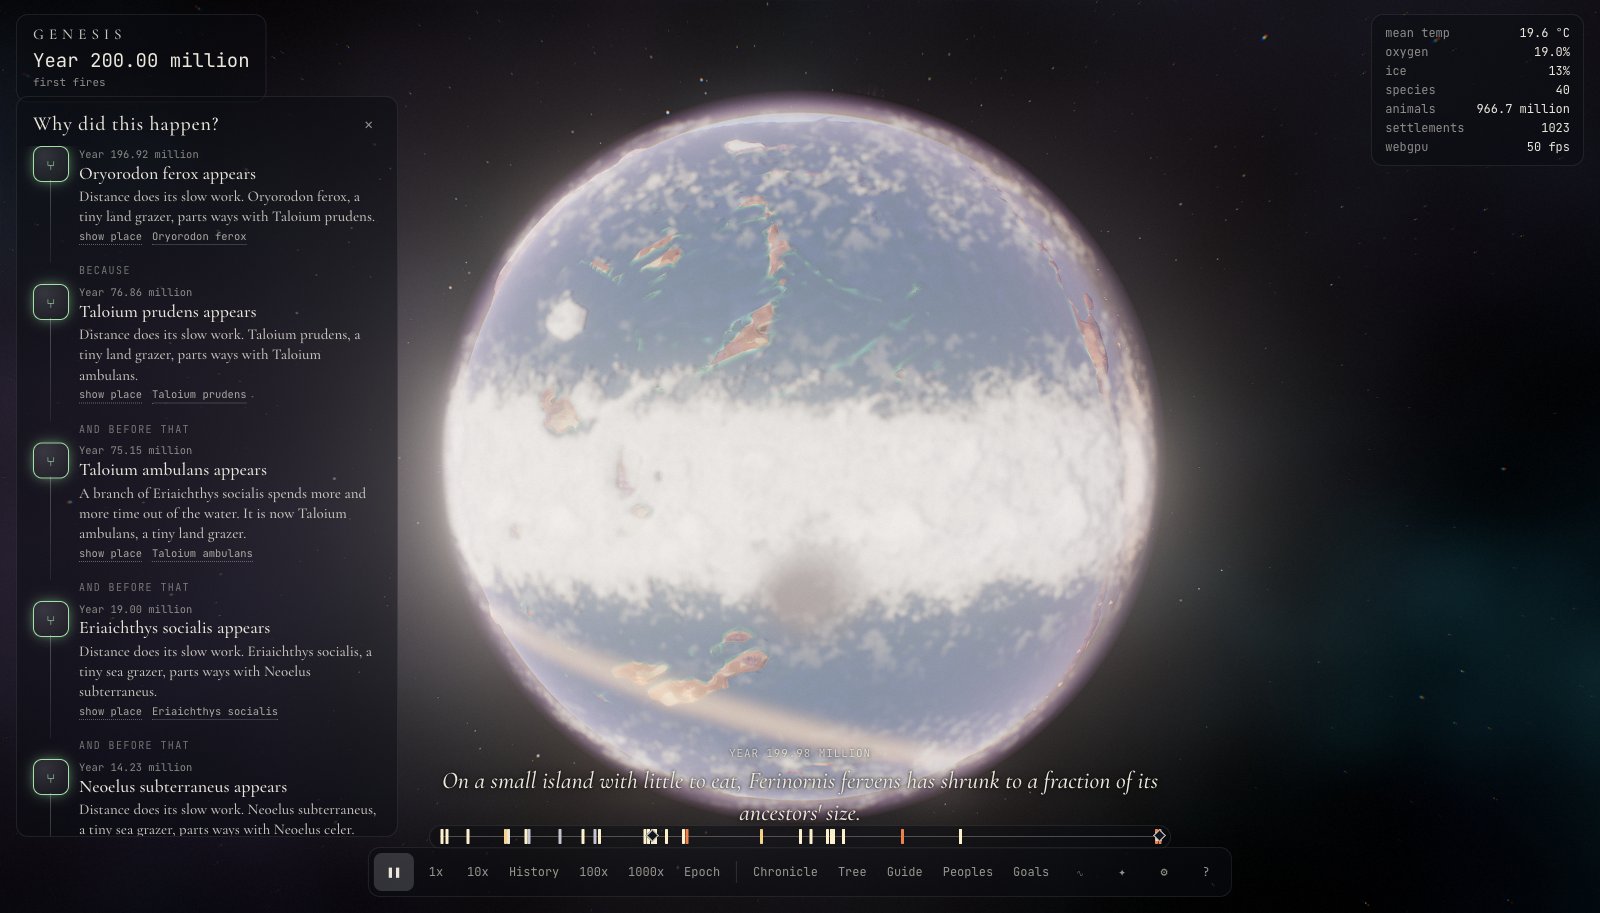 GENESIS
Year 200.00 million
first fires
Why did this happen?
×
Year 196.92 million
Oryorodon ferox appears
Distance does its slow work. Oryorodon ferox, a
tiny land grazer, parts ways with Taloium prudens.
show place Oryorodon ferox
BECAUSE
Year 76.86 million
Taloium prudens appears
Distance does its slow work. Taloium prudens, a
tiny land grazer, parts ways with Taloium
ambulans.
show place Taloium prudens
AND BEFORE THAT
Year 75.15 million
Taloium ambulans appears
A branch of Eriaichthys socialis spends more and
more time out of the water. It is now Taloium
ambulans, a tiny land grazer.
show place Taloium ambulans
AND BEFORE THAT
Year 19.00 million
Eriaichthys socialis appears
Distance does its slow work. Eriaichthys socialis, a
tiny sea grazer, parts ways with Neoelus
subterraneus.
show place Eriaichthys socialis
AND BEFORE THAT
Year 14.23 million
Neoelus subterraneus appears
Distance does its slow work. Neoelus subterraneus,
a tiny sea grazer, parts ways with Neoelus celer.
mean temp 19.6 °C
oxygen 19.0%
ice 13%
species 40
animals 966.7 million
settlements 1023
webgpu 50 fps
YEAR 199.98 MILLION
On a small island with little to eat, Ferinornis fervens has shrunk to a fraction of its
ancestors' size.
1x 10x History 100x 1000x Epoch Chronicle Tree Guide Peoples Goals ?